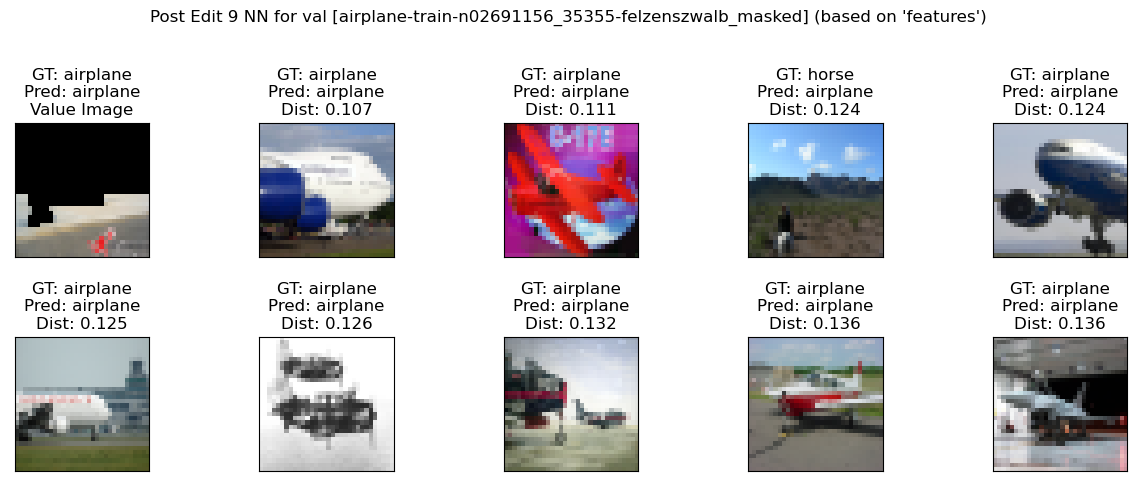 Post Edit 9 NN for val [airplane-train-n02691156_35355-felzenszwalb_masked] (based on 'features')
GT: airplane
Pred: airplane
Value Image
GT: airplane
Pred: airplane
Dist: 0.107
GT: airplane
Pred: airplane
Dist: 0.111
GT: horse
Pred: airplane
Dist: 0.124
GT: airplane
Pred: airplane
Dist: 0.124
GT: airplane
Pred: airplane
Dist: 0.125
GT: airplane
Pred: airplane
Dist: 0.126
GT: airplane
Pred: airplane
Dist: 0.132
GT: airplane
Pred: airplane
Dist: 0.136
GT: airplane
Pred: airplane
Dist: 0.136